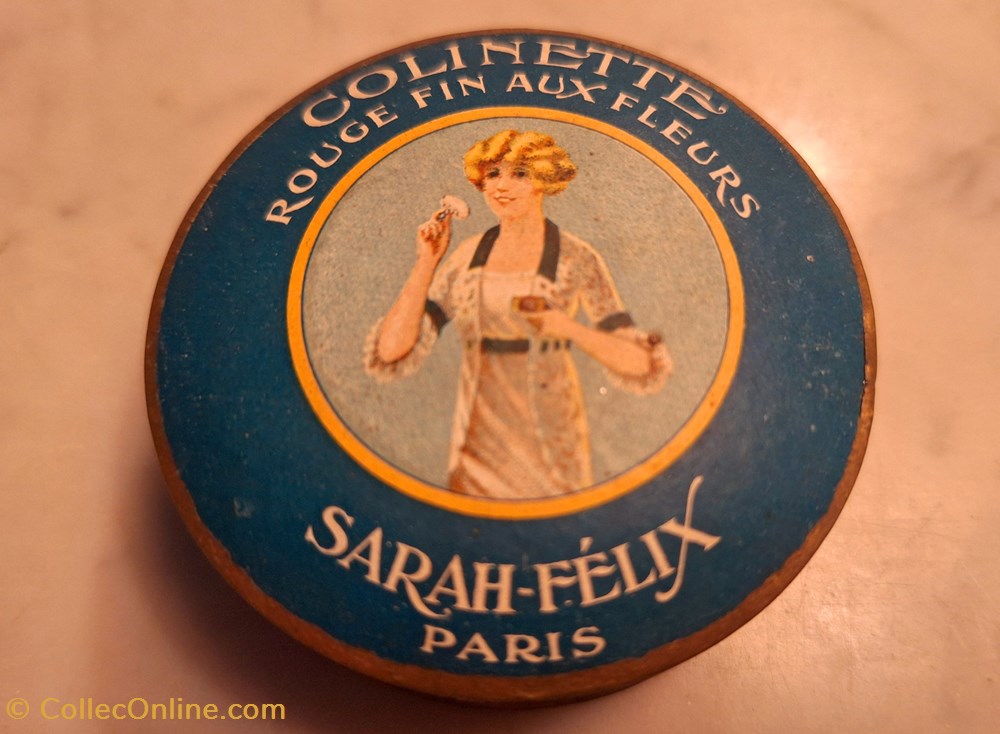 COLINETTE
ROUGE FIN AUX FLEURS
SARAH-FÉLIX
PARIS
© CollecOnline.com